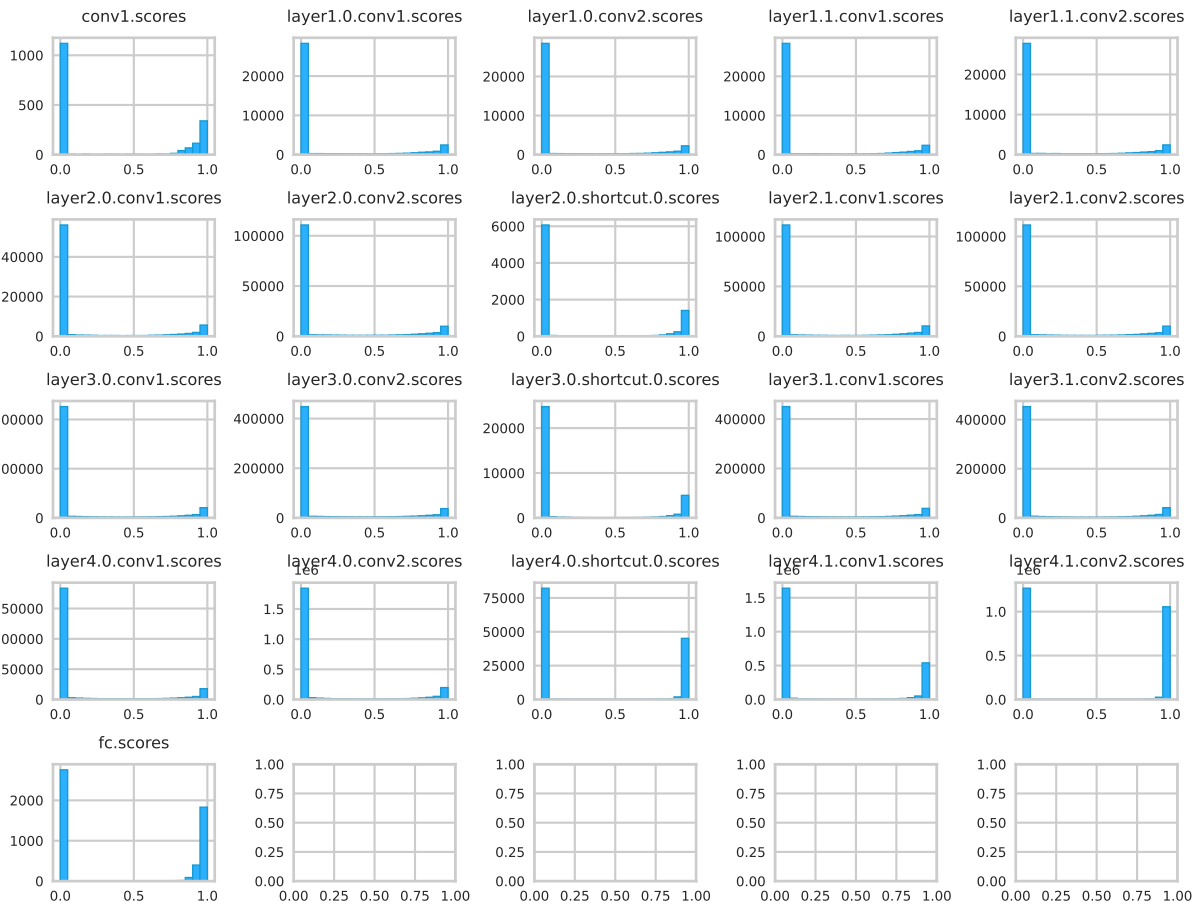 conv1.scores layer1.0.conv1.scores layer1.0.conv2.scores layer1.1.conv1.scores layer1.1.conv2.scores
1000 20000 20000 20000 20000
500 10000 10000 10000 10000
0 0 0 0 0
0.0 0.5 1.0 0.0 0.5 1.0 0.0 0.5 1.0 0.0 0.5 1.0 0.0 0.5 1.0
layer2.0.conv1.scores layer2.0.conv2.scores layer2.0.shortcut.0.scores layer2.1.conv1.scores layer2.1.conv2.scores
40000 100000 6000 100000 100000
20000 50000 4000 50000 50000
0 0 2000 0 0
0
0.0 0.5 1.0 0.0 0.5 1.0 0.0 0.5 1.0 0.0 0.5 1.0 0.0 0.5 1.0
layer3.0.conv1.scores layer3.0.conv2.scores layer3.0.shortcut.0.scores layer3.1.conv1.scores layer3.1.conv2.scores
00000 400000 20000 400000 400000
00000 200000 10000 200000 200000
0 0 0 0 0
0.0 0.5 1.0 0.0 0.5 1.0 0.0 0.5 1.0 0.0 0.5 1.0 0.0 0.5 1.0
layer4.0.conv1.scores layer4.0.conv2.scores layer4.0.shortcut.0.scores layer4.1.conv1.scores layer4.1.conv2.scores
1e6 1e6 1e6
50000 1.5 75000 1.5 1.0
00000 1.0 50000 1.0 0.5
50000 0.5 25000 0.5 0.0
0 0.0 0 0.0
0.0 0.5 1.0 0.0 0.5 1.0 0.0 0.5 1.0 0.0 0.5 1.0 0.0 0.5 1.0
fc.scores
2000 1.00 1.00 1.00 1.00
1000 0.75 0.75 0.75 0.75
0 0.50 0.50 0.50 0.50
0.25 0.25 0.25 0.25
0.00 0.00 0.00 0.00
0.0 0.5 1.0 0.00 0.25 0.50 0.75 1.00 0.00 0.25 0.50 0.75 1.00 0.00 0.25 0.50 0.75 1.00 0.00 0.25 0.50 0.75 1.00